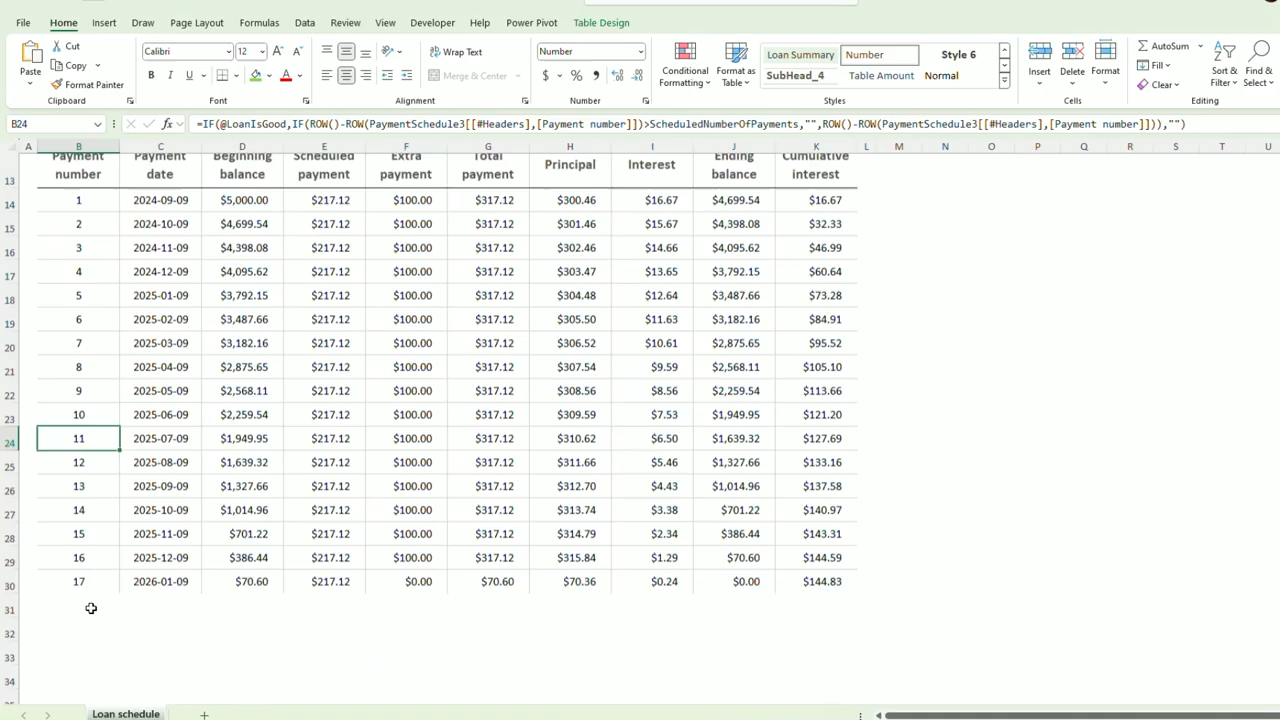 File Home Insert Draw Page Layout Formulas Data Review View Developer Help Power Pivot Table Design
Paste Cut Copy Format Painter Clipboard
Calibri 12 A A B I U A Font
Wrap Text Merge & Center Alignment
Number $ % , Number
Conditional Formatting Format as Table Loan Summary Number Style 6 SubHead_4 Table Amount Normal Styles
Insert Delete Format Cells
AutoSum Fill Clear Sort & Filter Find & Select Editing
B24 fx =IF(@LoanIsGood,IF(ROW()-ROW(PaymentSchedule3[[#Headers],[Payment number]])>ScheduledNumberOfPayments,"",ROW()-ROW(PaymentSchedule3[[#Headers],[Payment number]])),"")
A B C D E F G H I J K L M N O P Q R S T U
13 Payment number Payment date Beginning balance Scheduled payment Extra payment Total payment Principal Interest Ending balance Cumulative interest
14 1 2024-09-09 $5,000.00 $217.12 $100.00 $317.12 $300.46 $16.67 $4,699.54 $16.67
15 2 2024-10-09 $4,699.54 $217.12 $100.00 $317.12 $301.46 $15.67 $4,398.08 $32.33
16 3 2024-11-09 $4,398.08 $217.12 $100.00 $317.12 $302.46 $14.66 $4,095.62 $46.99
17 4 2024-12-09 $4,095.62 $217.12 $100.00 $317.12 $303.47 $13.65 $3,792.15 $60.64
18 5 2025-01-09 $3,792.15 $217.12 $100.00 $317.12 $304.48 $12.64 $3,487.66 $73.28
19 6 2025-02-09 $3,487.66 $217.12 $100.00 $317.12 $305.50 $11.63 $3,182.16 $84.91
20 7 2025-03-09 $3,182.16 $217.12 $100.00 $317.12 $306.52 $10.61 $2,875.65 $95.52
21 8 2025-04-09 $2,875.65 $217.12 $100.00 $317.12 $307.54 $9.59 $2,568.11 $105.10
22 9 2025-05-09 $2,568.11 $217.12 $100.00 $317.12 $308.56 $8.56 $2,259.54 $113.66
23 10 2025-06-09 $2,259.54 $217.12 $100.00 $317.12 $309.59 $7.53 $1,949.95 $121.20
24 11 2025-07-09 $1,949.95 $217.12 $100.00 $317.12 $310.62 $6.50 $1,639.32 $127.69
25 12 2025-08-09 $1,639.32 $217.12 $100.00 $317.12 $311.66 $5.46 $1,327.66 $133.16
26 13 2025-09-09 $1,327.66 $217.12 $100.00 $317.12 $312.70 $4.43 $1,014.96 $137.58
27 14 2025-10-09 $1,014.96 $217.12 $100.00 $317.12 $313.74 $3.38 $701.22 $140.97
28 15 2025-11-09 $701.22 $217.12 $100.00 $317.12 $314.79 $2.34 $386.44 $143.31
29 16 2025-12-09 $386.44 $217.12 $100.00 $317.12 $315.84 $1.29 $70.60 $144.59
30 17 2026-01-09 $70.60 $217.12 $0.00 $70.60 $70.36 $0.24 $0.00 $144.83
31
32
33
34
Loan schedule